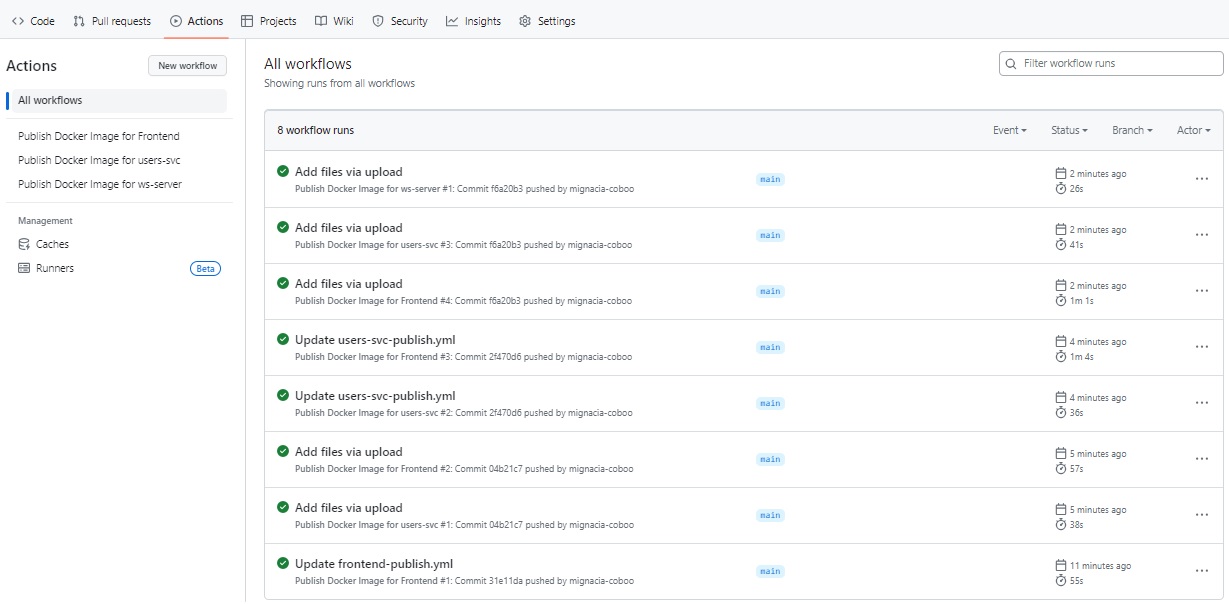 Code Pull requests Actions Projects Wiki Security Insights Settings
Actions
New workflow
All workflows
Publish Docker Image for Frontend
Publish Docker Image for users-svc
Publish Docker Image for ws-server
Management
Caches
Runners Beta
All workflows
Showing runs from all workflows
Filter workflow runs
8 workflow runs Event Status Branch Actor
Add files via upload
Publish Docker Image for ws-server #1: Commit f6a20b3 pushed by mignacia-coboo
main
2 minutes ago
26s
Add files via upload
Publish Docker Image for users-svc #3: Commit f6a20b3 pushed by mignacia-coboo
main
2 minutes ago
41s
Add files via upload
Publish Docker Image for Frontend #4: Commit f6a20b3 pushed by mignacia-coboo
main
2 minutes ago
1m 1s
Update users-svc-publish.yml
Publish Docker Image for Frontend #3: Commit 2f470d6 pushed by mignacia-coboo
main
4 minutes ago
1m 4s
Update users-svc-publish.yml
Publish Docker Image for users-svc #2: Commit 2f470d6 pushed by mignacia-coboo
main
4 minutes ago
36s
Add files via upload
Publish Docker Image for Frontend #2: Commit 04b21c7 pushed by mignacia-coboo
main
5 minutes ago
57s
Add files via upload
Publish Docker Image for users-svc #1: Commit 04b21c7 pushed by mignacia-coboo
main
5 minutes ago
38s
Update frontend-publish.yml
Publish Docker Image for Frontend #1: Commit 31e11da pushed by mignacia-coboo
main
11 minutes ago
55s